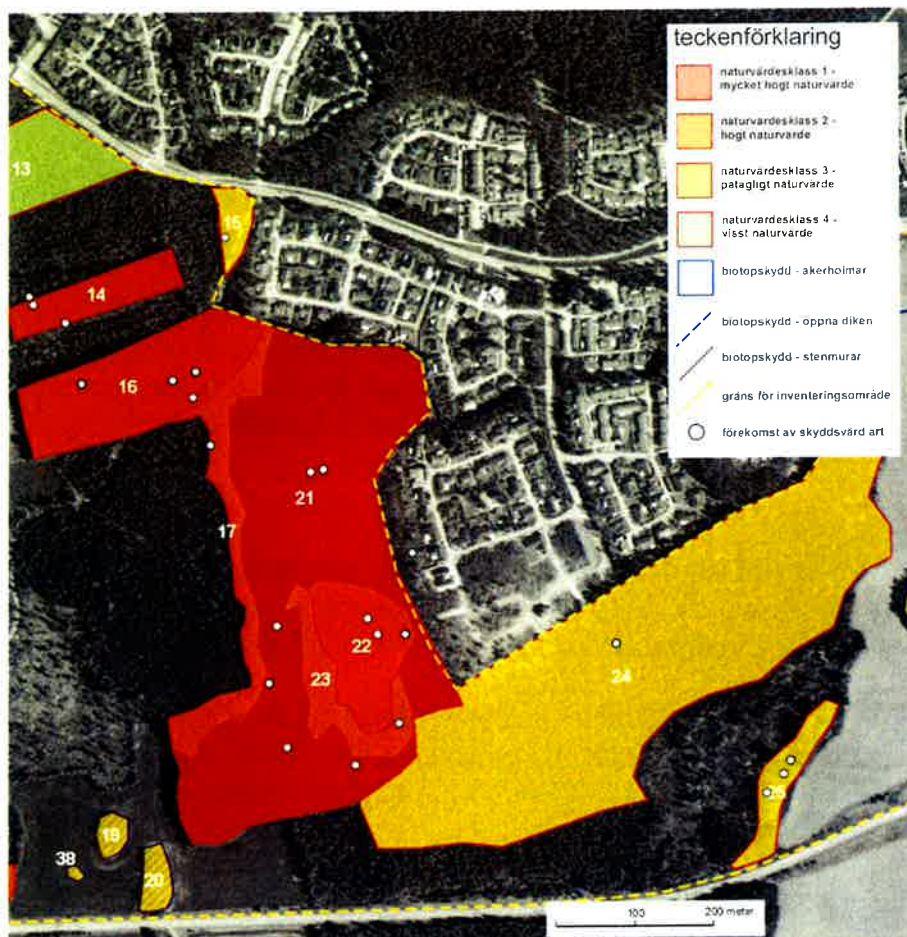 teckenförklaring
naturvärdesklass 1 -
mycket högt naturvärde
naturvärdesklass 2 -
högt naturvärde
naturvärdesklass 3 -
påtagligt naturvärde
naturvärdesklass 4 -
visst naturvärde
biotopskydd - åkerholmar
biotopskydd - öppna diken
biotopskydd - stenmurar
gräns för inventeringsområde
förekomst av skyddsvärd art
13
15
14
16
21
17
22
23
24
25
19
38
20
100
200 meter